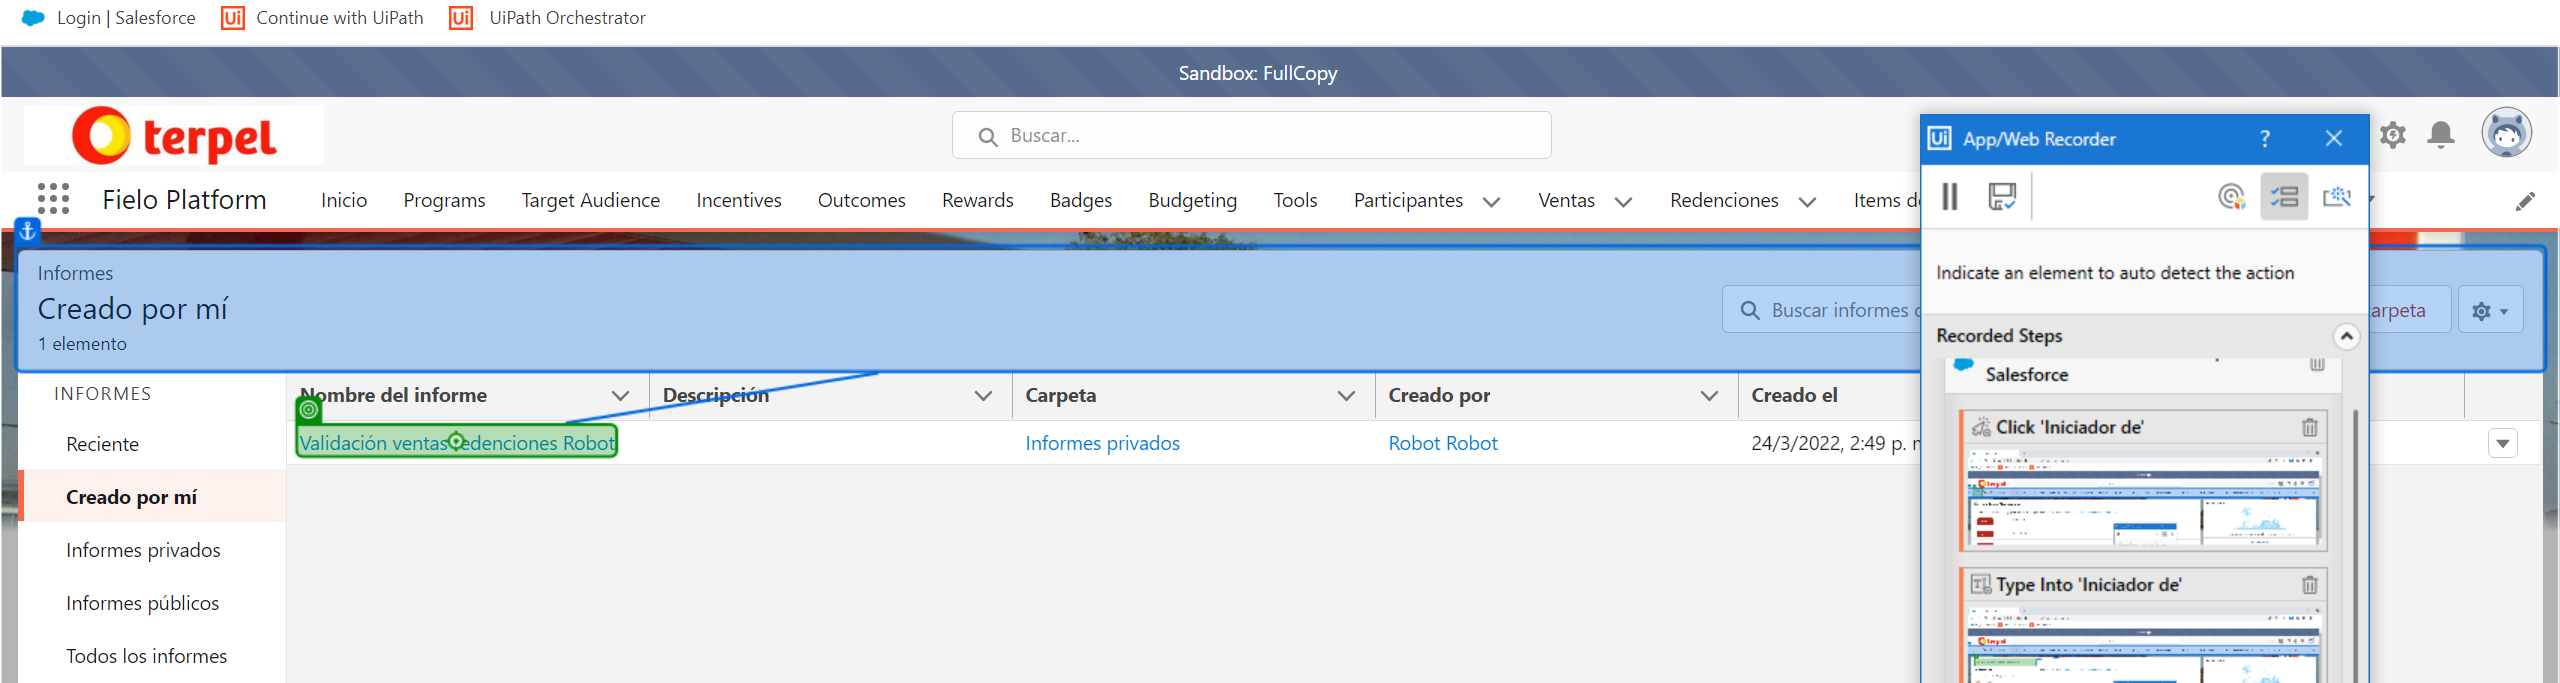 Login | Salesforce
Continue with UiPath
UiPath Orchestrator
Sandbox: FullCopy
terpel
Buscar...
Fielo Platform
Inicio
Programs
Target Audience
Incentives
Outcomes
Rewards
Badges
Budgeting
Tools
Participantes
Ventas
Redenciones
Items
Informes
Creado por mí
1 elemento
Buscar informes
INFORMES
Reciente
Creado por mí
Informes privados
Informes públicos
Todos los informes
Nombre del informe
Descripción
Carpeta
Creado por
Creado el
Validación ventas edenciones Robot
Informes privados
Robot Robot
24/3/2022, 2:49 p.
Ui App/Web Recorder ?
Indicate an element to auto detect the action
Recorded Steps
Salesforce
Click 'Iniciador de'
Type Into 'Iniciador de'
arpeta